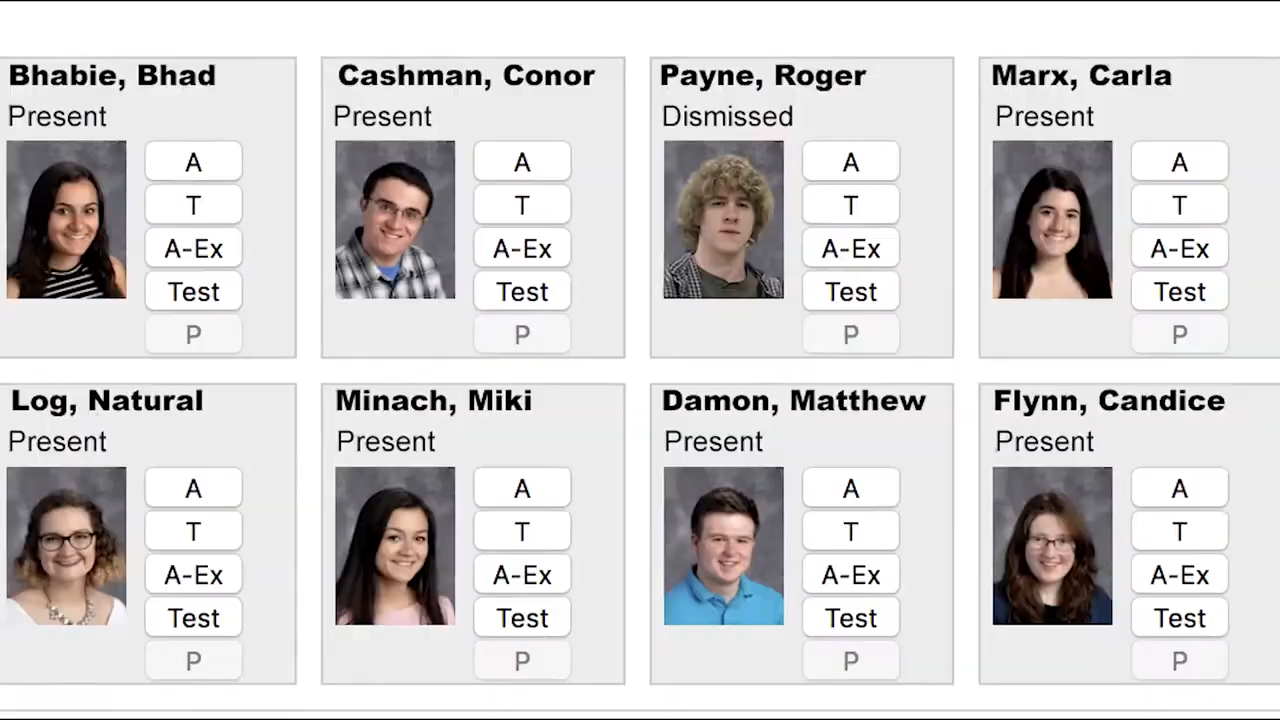 Bhabie, Bhad
Present
A
T
A-Ex
Test
P
Cashman, Conor
Present
A
T
A-Ex
Test
P
Payne, Roger
Dismissed
A
T
A-Ex
Test
P
Marx, Carla
Present
A
T
A-Ex
Test
P
Log, Natural
Present
A
T
A-Ex
Test
P
Minach, Miki
Present
A
T
A-Ex
Test
P
Damon, Matthew
Present
A
T
A-Ex
Test
P
Flynn, Candice
Present
A
T
A-Ex
Test
P